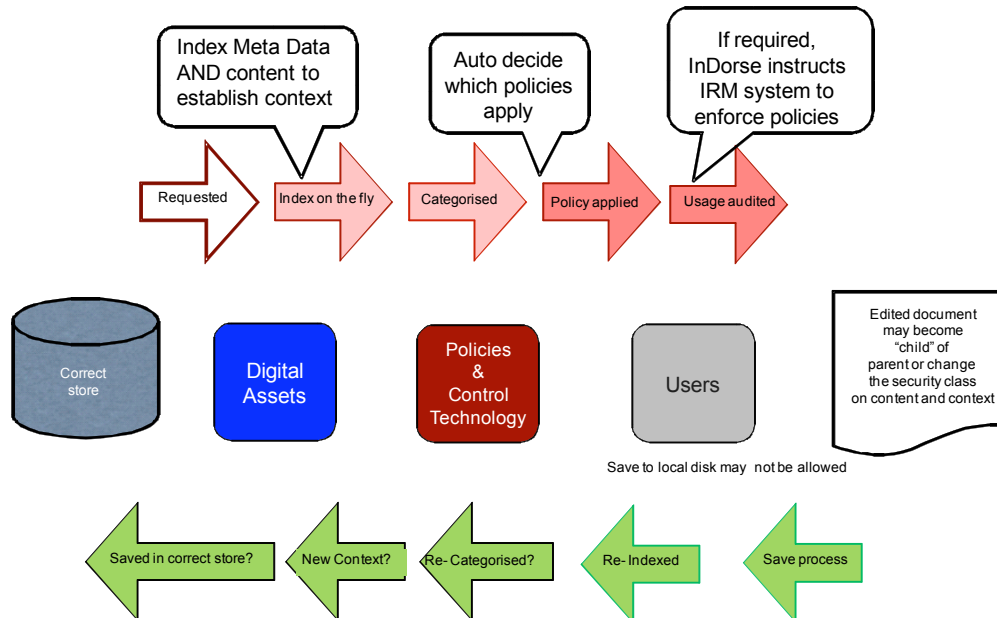 Index Meta Data
AND content to
establish context
Auto decide
which policies
apply
If required,
InDorse instructs
IRM system to
enforce policies
Requested
Index on the fly
Categorised
Policy applied
Usage audited
Correct
store
Digital
Assets
Policies
&
Control
Technology
Users
Edited document
may become
“child” of
parent or change
the security class
on content and context
Save to local disk may not be allowed
Saved in correct store?
New Context?
Re- Categorised?
Re- Indexed
Save process